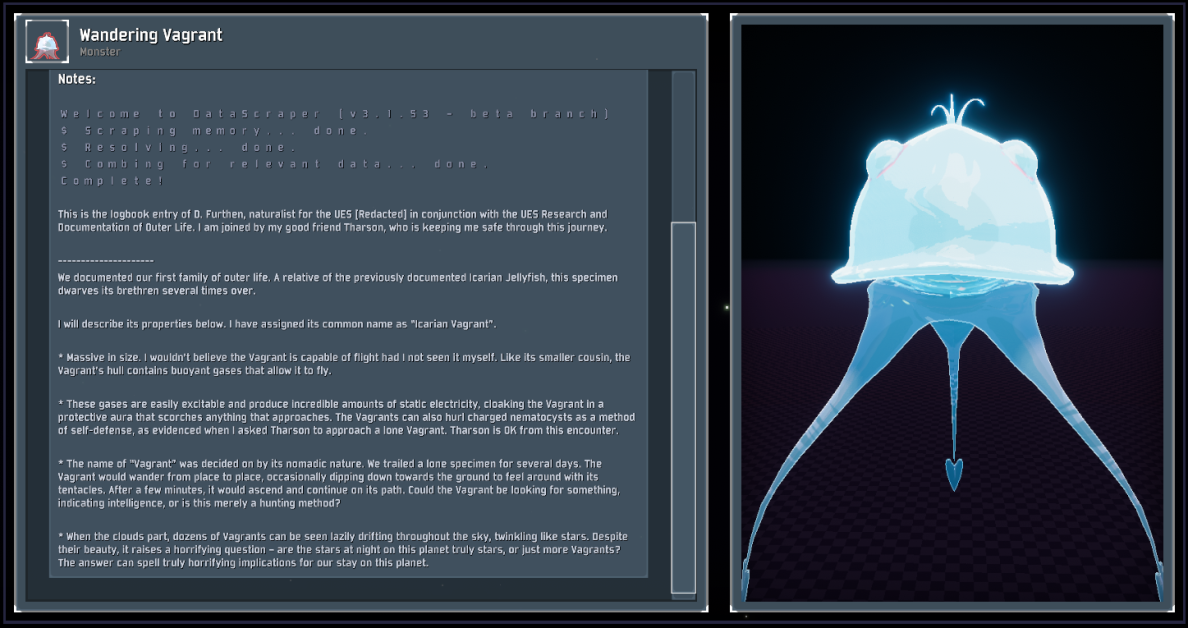 Wandering Vagrant
Monster
Notes:
Welcome to DataScraper (v3.1.53 - beta branch)
$ Scraping memory... done.
$ Resolving... done.
$ Combing for relevant data... done.
Complete!
This is the logbook entry of D. Furthen, naturalist for the UES [Redacted] in conjunction with the UES Research and
Documentation of Outer Life. I am joined by my good friend Tharson, who is keeping me safe through this journey.
---------------------
We documented our first family of outer life. A relative of the previously documented Icarian Jellyfish, this specimen
dwarves its brethren several times over.
I will describe its properties below. I have assigned its common name as "Icarian Vagrant".
* Massive in size. I wouldn't believe the Vagrant is capable of flight had I not seen it myself. Like its smaller cousin, the
Vagrant's hull contains buoyant gases that allow it to fly.
* These gases are easily excitable and produce incredible amounts of static electricity, cloaking the Vagrant in a
protective aura that scorches anything that approaches. The Vagrants can also hurl charged nematocysts as a method
of self-defense, as evidenced when I asked Tharson to approach a lone Vagrant. Tharson is OK from this encounter.
* The name of "Vagrant" was decided on by its nomadic nature. We trailed a lone specimen for several days. The
Vagrant would wander from place to place, occasionally dipping down towards the ground to feel around with its
tentacles. After a few minutes, it would ascend and continue on its path. Could the Vagrant be looking for something,
indicating intelligence, or is this merely a hunting method?
* When the clouds part, dozens of Vagrants can be seen lazily drifting throughout the sky, twinkling like stars. Despite
their beauty, it raises a horrifying question - are the stars at night on this planet truly stars, or just more Vagrants?
The answer can spell truly horrifying implications for our stay on this planet.